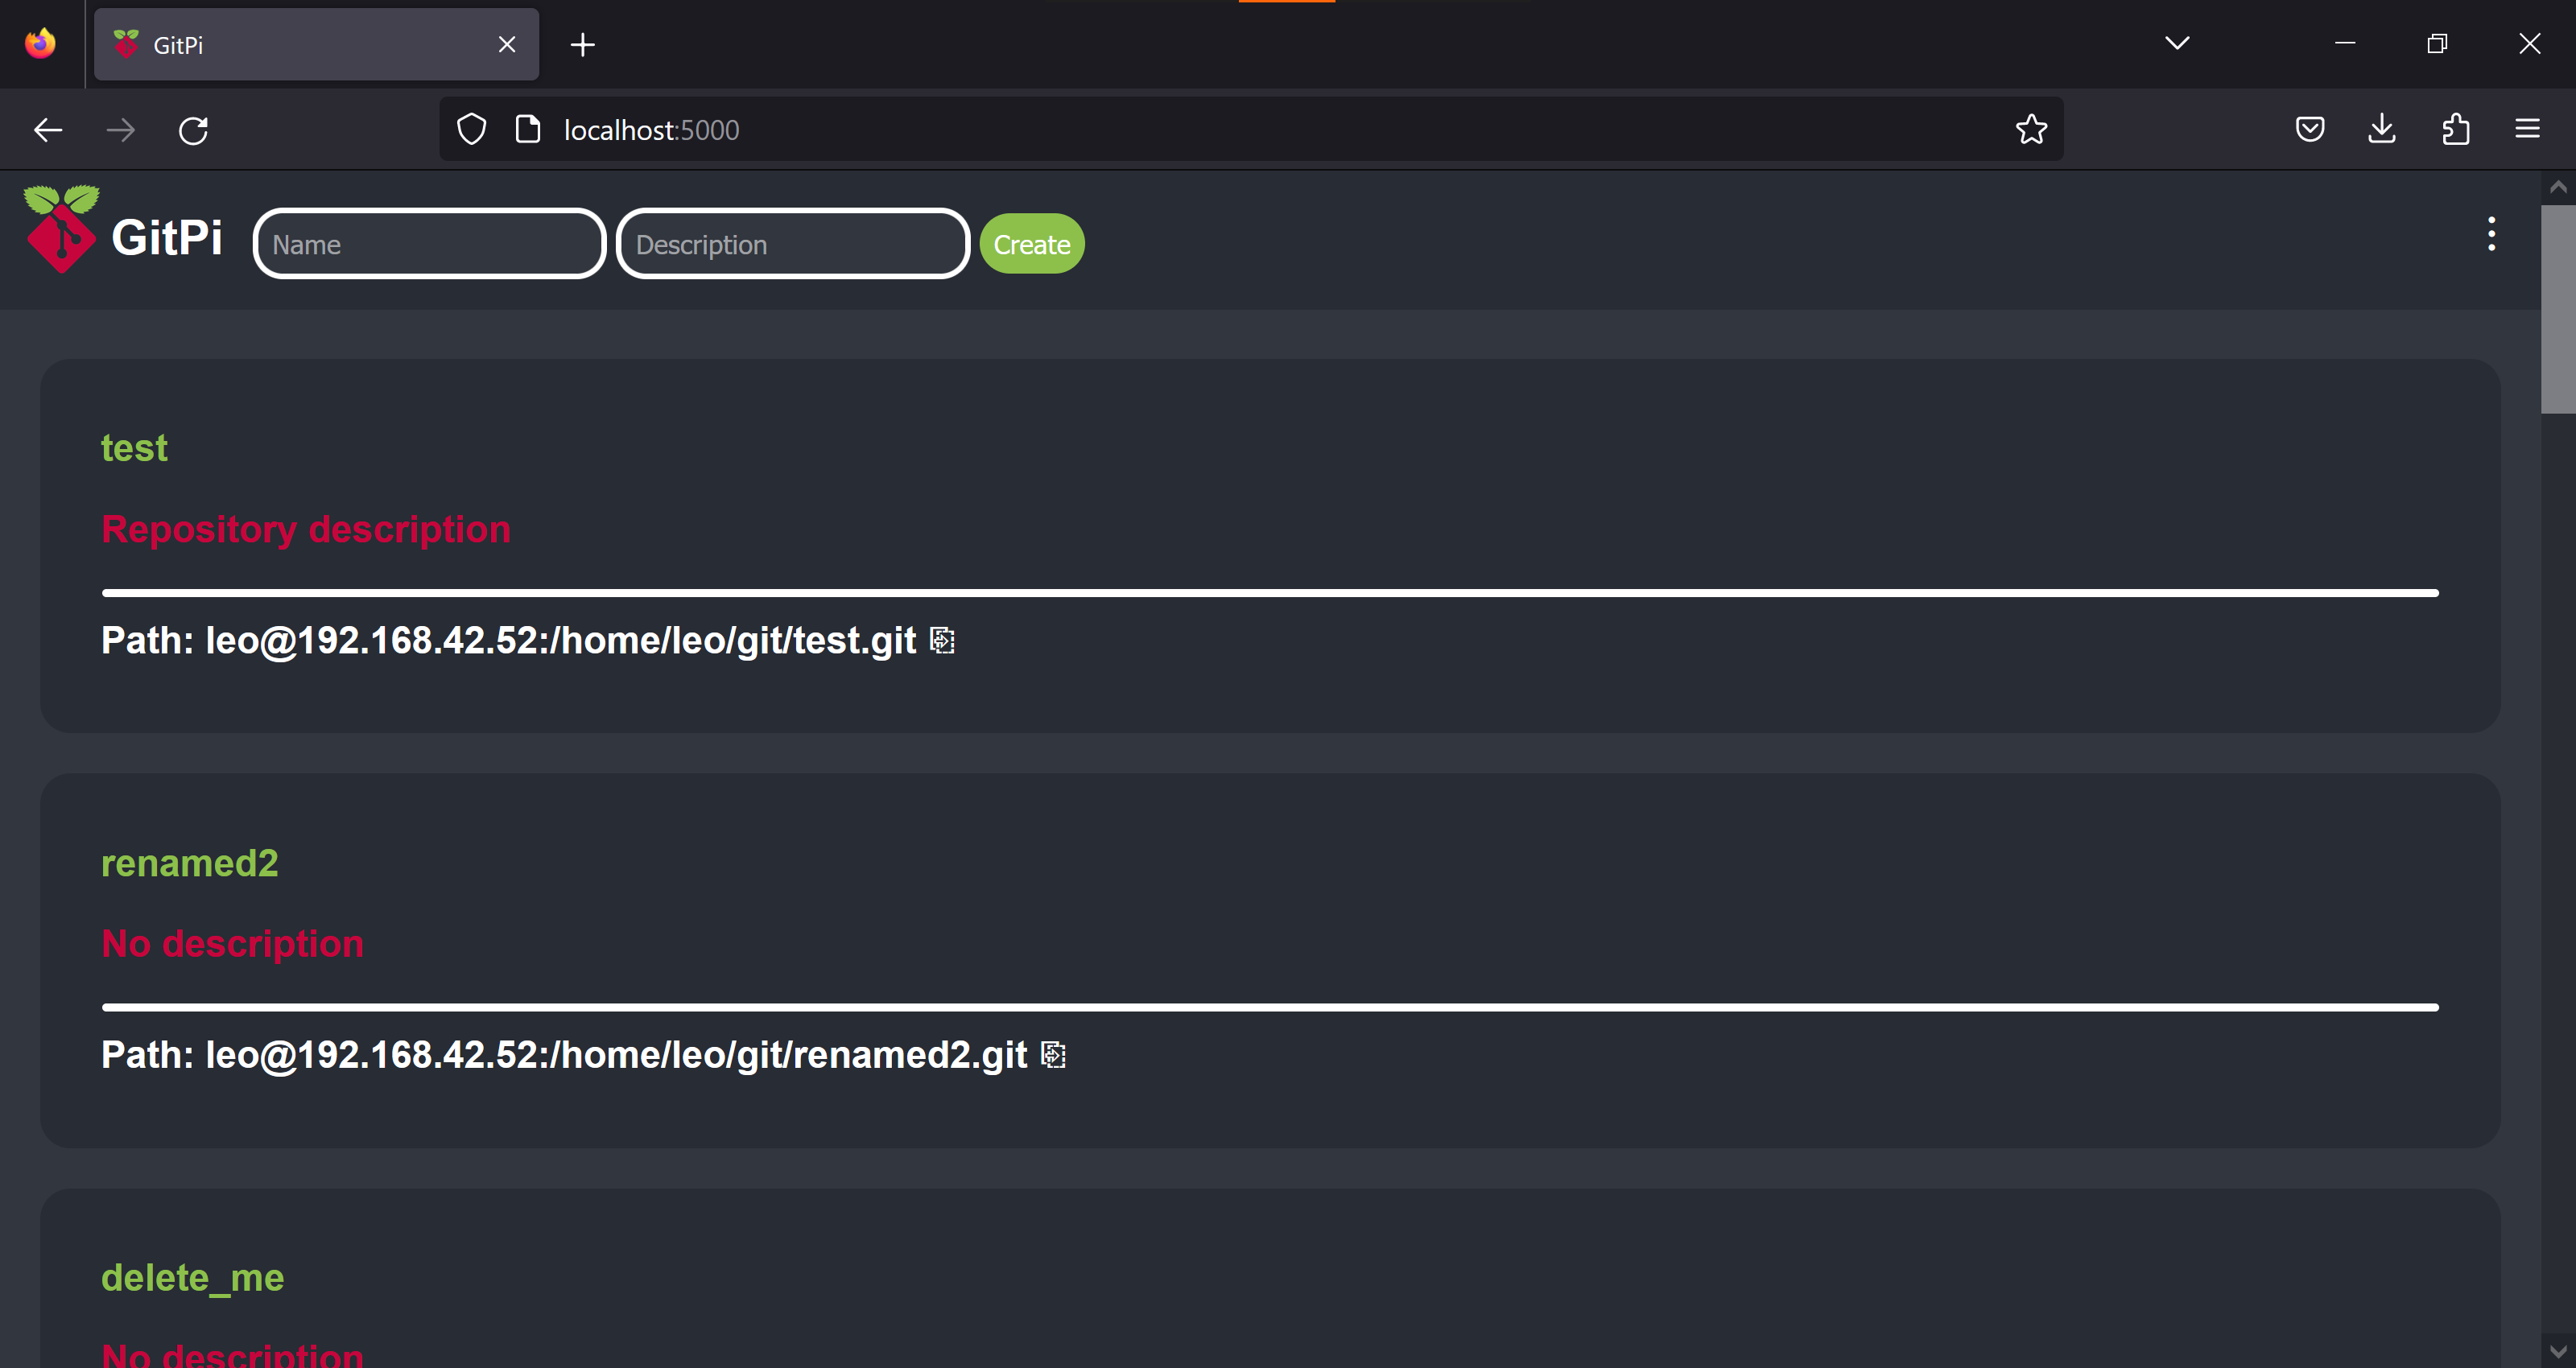 GitPi
localhost:5000
GitPi Name Description Create
test
Repository description
Path: leo@192.168.42.52:/home/leo/git/test.git
renamed2
No description
Path: leo@192.168.42.52:/home/leo/git/renamed2.git
delete_me
No description